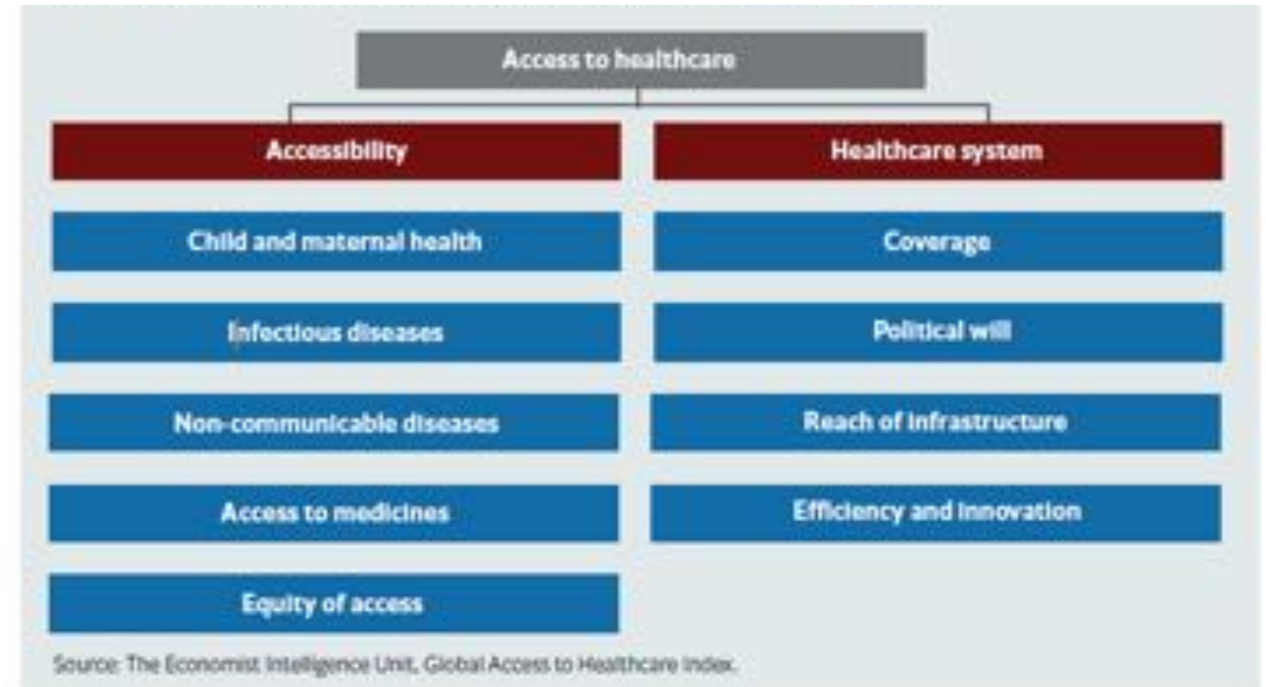 Access to healthcare
Accessibility
Healthcare system
Child and maternal health
Coverage
Infectious diseases
Political will
Non-communicable diseases
Reach of infrastructure
Access to medicines
Efficiency and innovation
Equity of access
Source: The Economist Intelligence Unit, Global Access to Healthcare Index.